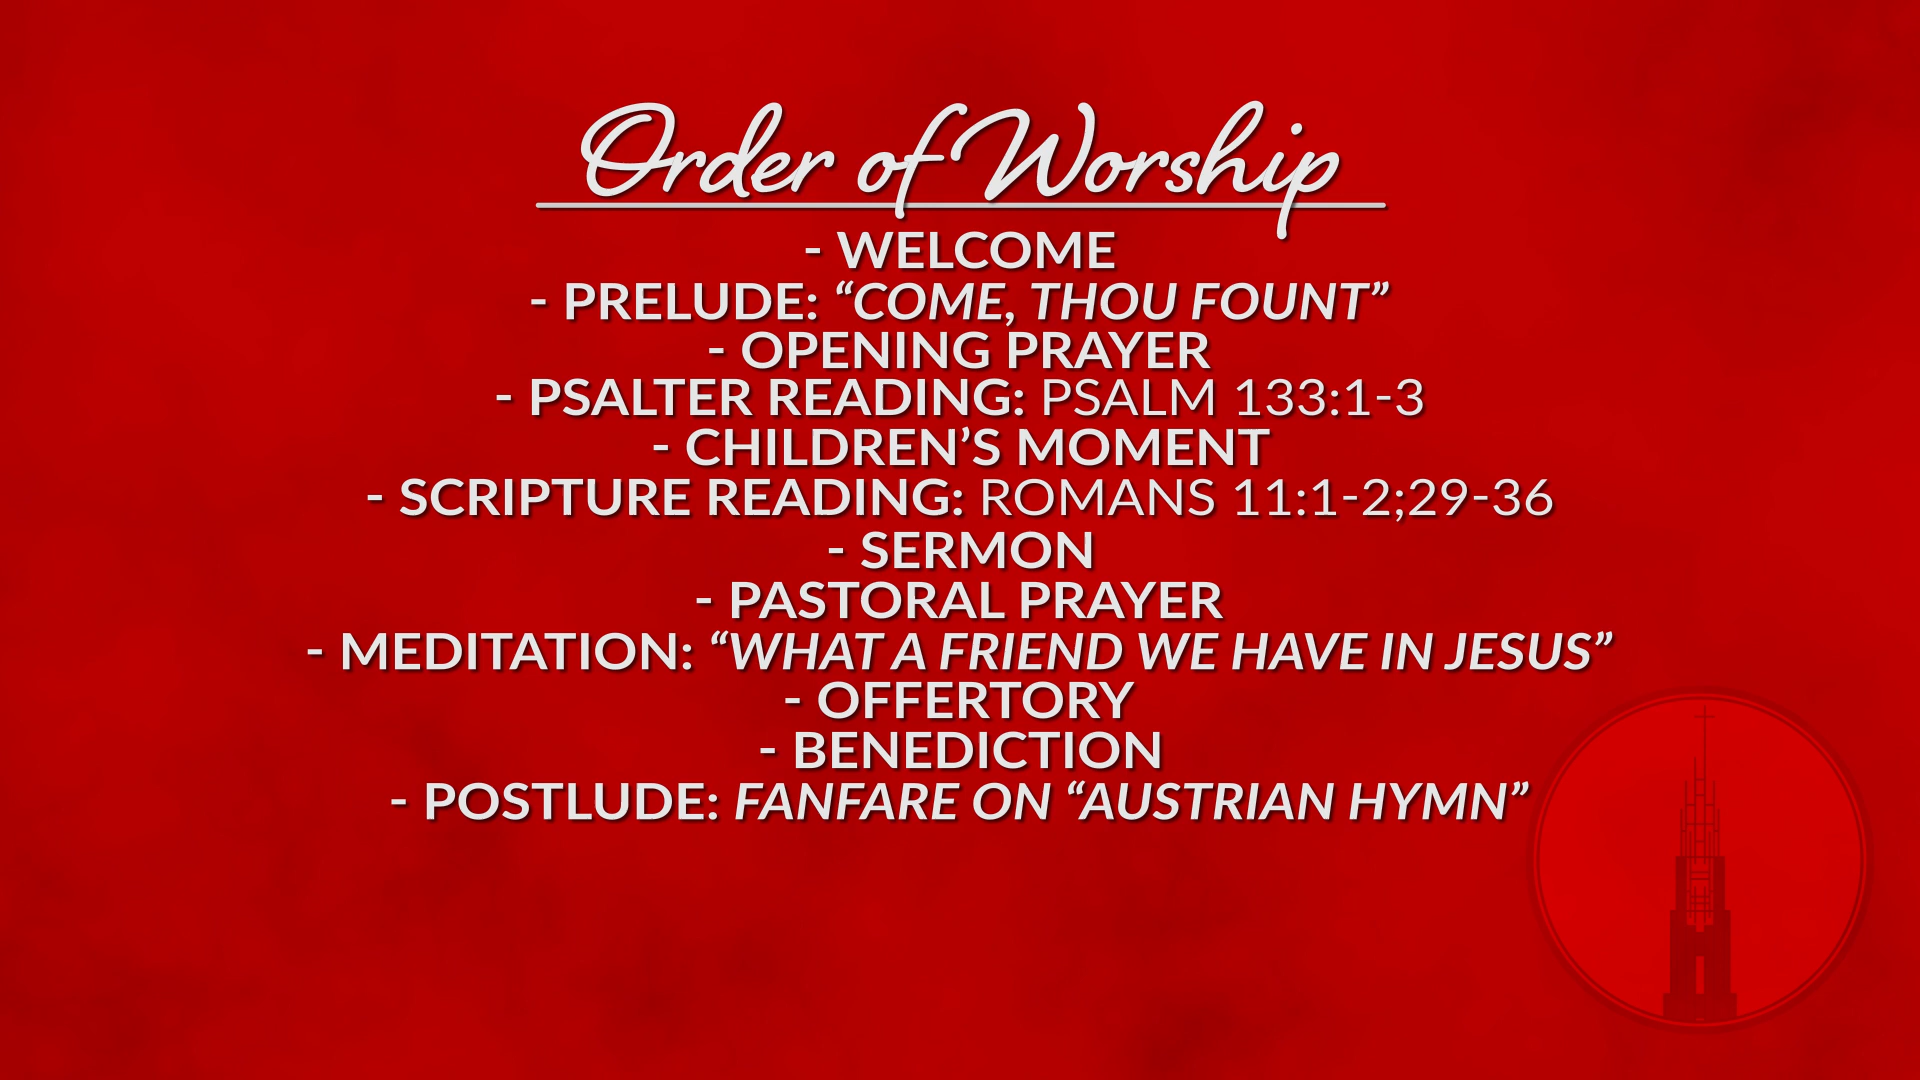 Order of Worship
- WELCOME
- PRELUDE: “COME, THOU FOUNT”
- OPENING PRAYER
- PSALTER READING: PSALM 133:1-3
- CHILDREN’S MOMENT
- SCRIPTURE READING: ROMANS 11:1-2;29-36
- SERMON
- PASTORAL PRAYER
- MEDITATION: “WHAT A FRIEND WE HAVE IN JESUS”
- OFFERTORY
- BENEDICTION
- POSTLUDE: FANFARE ON “AUSTRIAN HYMN”